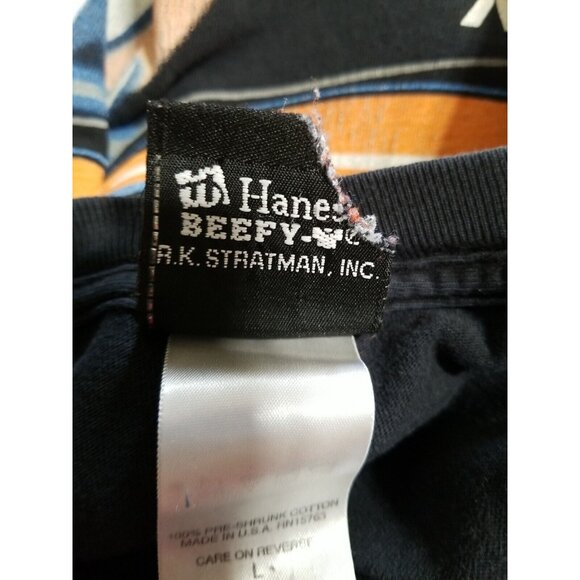 Hanes
BEEFY-
R.K. STRATMAN, INC.
100% PRE-SHRUNK COTTON
MADE IN U.S.A. RN15763
CARE ON REVERSE
L